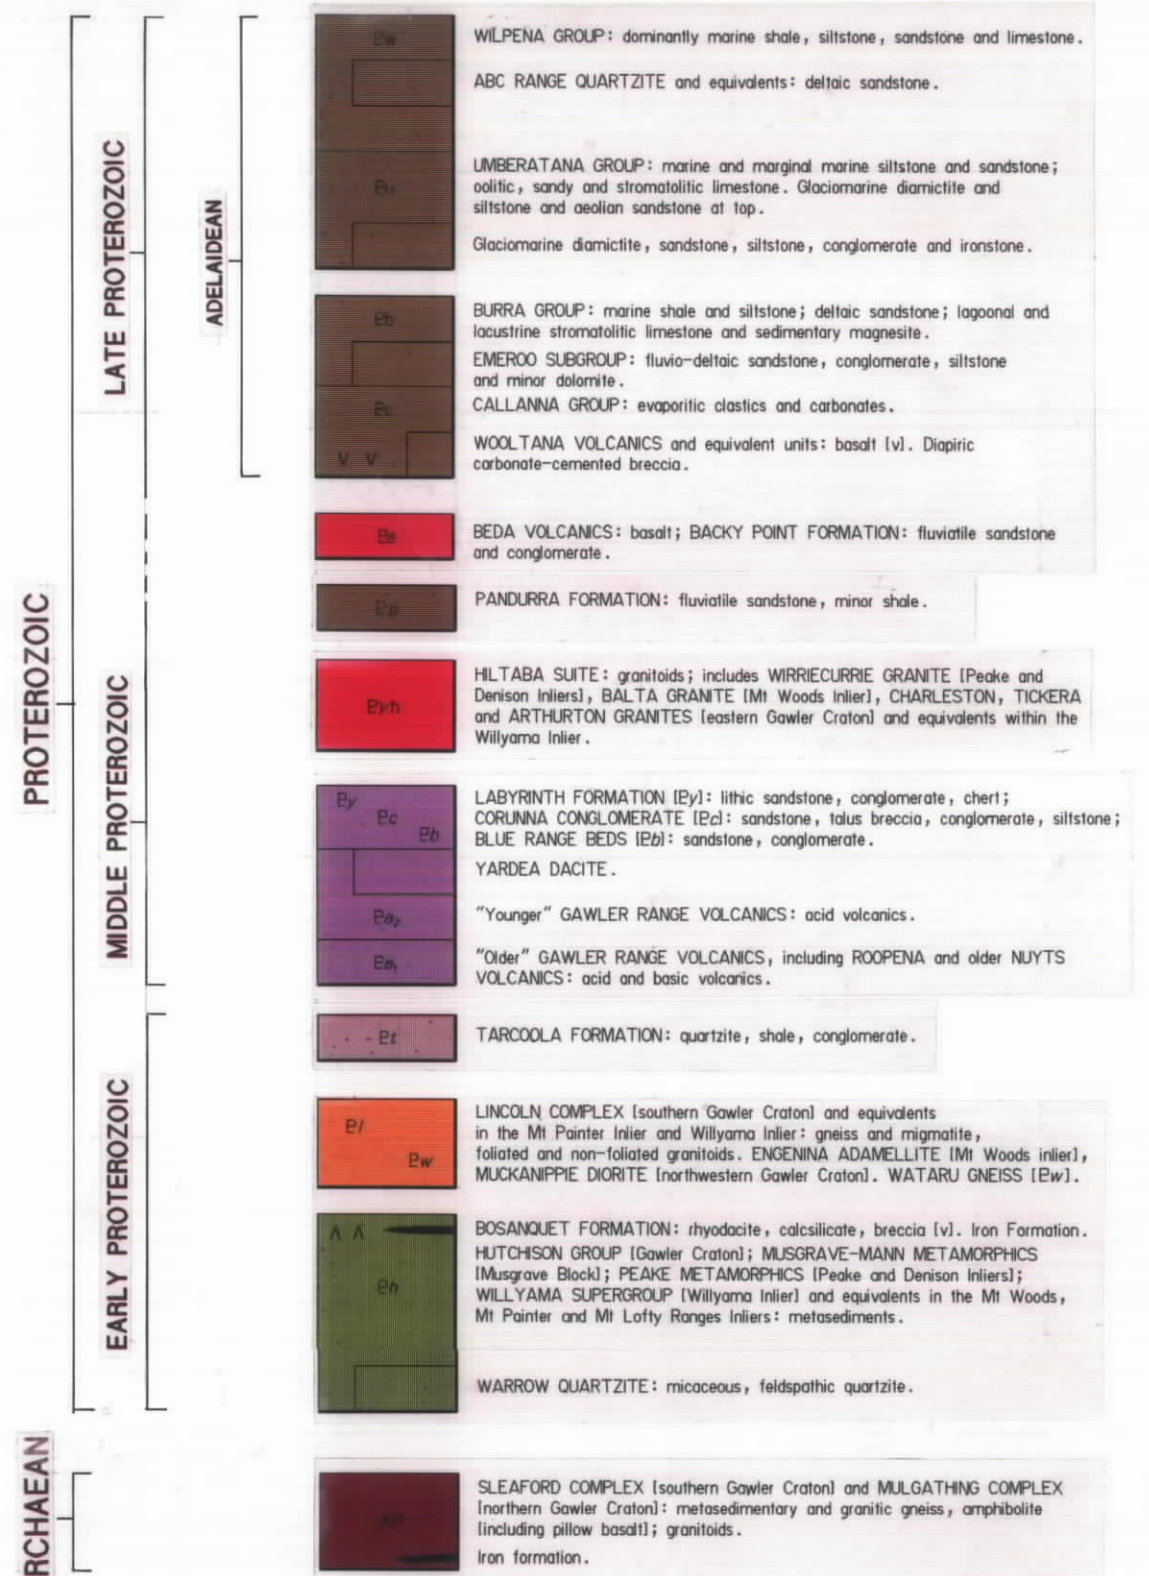 PROTEROZOIC
LATE PROTEROZOIC
ADELAIDEAN
WILPENA GROUP: dominantly marine shale, siltstone, sandstone and limestone.
ABC RANGE QUARTZITE and equivalents: deltaic sandstone.
UMBERATANA GROUP: marine and marginal marine siltstone and sandstone;
oolitic, sandy and stromatolitic limestone. Glaciomarine diamictite and
siltstone and aeolian sandstone at top.
Glaciomarine diamictite, sandstone, siltstone, conglomerate and ironstone.
BURRA GROUP: marine shale and siltstone; deltaic sandstone; lagoonal and
lacustrine stromatolitic limestone and sedimentary magnesite.
EMEROO SUBGROUP: fluvio-deltaic sandstone, conglomerate, siltstone
and minor dolomite.
CALLANNA GROUP: evaporitic clastics and carbonates.
V V
WOOLTANA VOLCANICS and equivalent units: basalt [v]. Diapiric
carbonate-cemented breccia.
BEDA VOLCANICS: basalt; BACKY POINT FORMATION: fluviatile sandstone
and conglomerate.
PANDURRA FORMATION: fluviatile sandstone, minor shale.
MIDDLE PROTEROZOIC
Pγh
HILTABA SUITE: granitoids; includes WIRRIECURRIE GRANITE [Peake and
Denison Inliers], BALTA GRANITE [Mt Woods Inlier], CHARLESTON, TICKERA
and ARTHURTON GRANITES [eastern Gawler Craton] and equivalents within the
Willyama Inlier.
Py
Pc
Pb
LABYRINTH FORMATION [Py]: lithic sandstone, conglomerate, chert;
CORUNNA CONGLOMERATE [Pc]: sandstone, talus breccia, conglomerate, siltstone;
BLUE RANGE BEDS [Pb]: sandstone, conglomerate.
YARDEA DACITE.
"Younger" GAWLER RANGE VOLCANICS: acid volcanics.
"Older" GAWLER RANGE VOLCANICS, including ROOPENA and older NUYTS
VOLCANICS: acid and basic volcanics.
EARLY PROTEROZOIC
Pt
TARCOOLA FORMATION: quartzite, shale, conglomerate.
Pl
Pw
LINCOLN COMPLEX [southern Gawler Craton] and equivalents
in the Mt Painter Inlier and Willyama Inlier: gneiss and migmatite,
foliated and non-foliated granitoids. ENGENINA ADAMELLITE [Mt Woods inlier],
MUCKANIPPIE DIORITE [northwestern Gawler Craton]. WATARU GNEISS [Pw].
Λ Λ
BOSANQUET FORMATION: rhyodacite, calcsilicate, breccia [v]. Iron Formation.
Ph
HUTCHISON GROUP [Gawler Craton]; MUSGRAVE-MANN METAMORPHICS
[Musgrave Block]; PEAKE METAMORPHICS [Peake and Denison Inliers];
WILLYAMA SUPERGROUP [Willyama Inlier] and equivalents in the Mt Woods,
Mt Painter and Mt Lofty Ranges Inliers: metasediments.
WARROW QUARTZITE: micaceous, feldspathic quartzite.
RCHAEAN
SLEAFORD COMPLEX [southern Gawler Craton] and MULGATHING COMPLEX
[northern Gawler Craton]: metasedimentary and granitic gneiss, amphibolite
[including pillow basalt]; granitoids.
Iron formation.